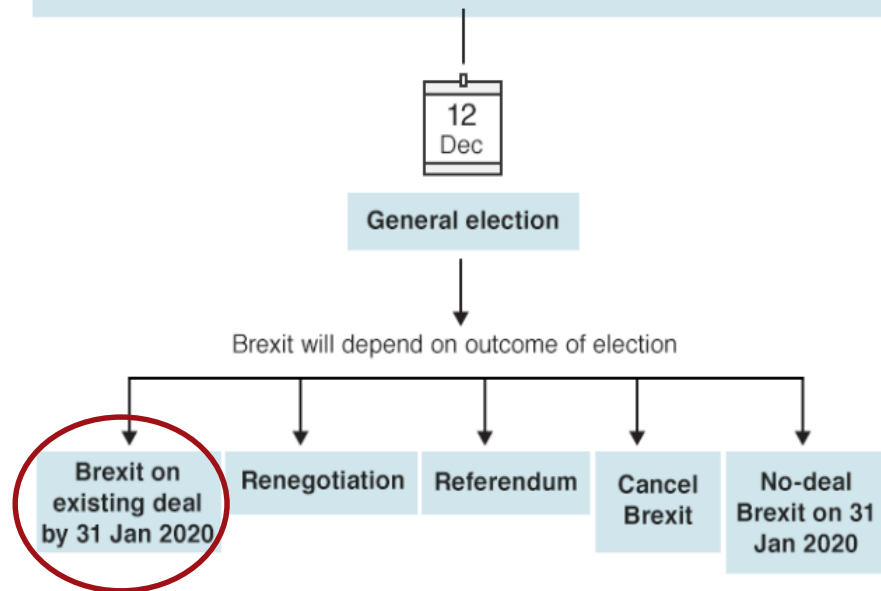 12
Dec
General election
Brexit will depend on outcome of election
Brexit on
existing deal
by 31 Jan 2020
Renegotiation
Referendum
Cancel
Brexit
No-deal
Brexit on 31
Jan 2020